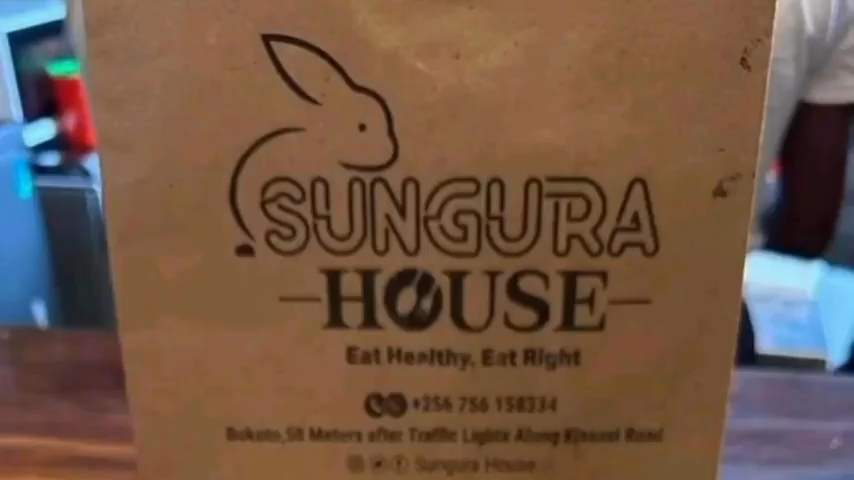 SUNGURA
HOUSE
Eat Healthy, Eat Right
+256 756 158334
Bukoto, 50 Meters after Traffic Lights Along Kisaasi Road
Sungura House